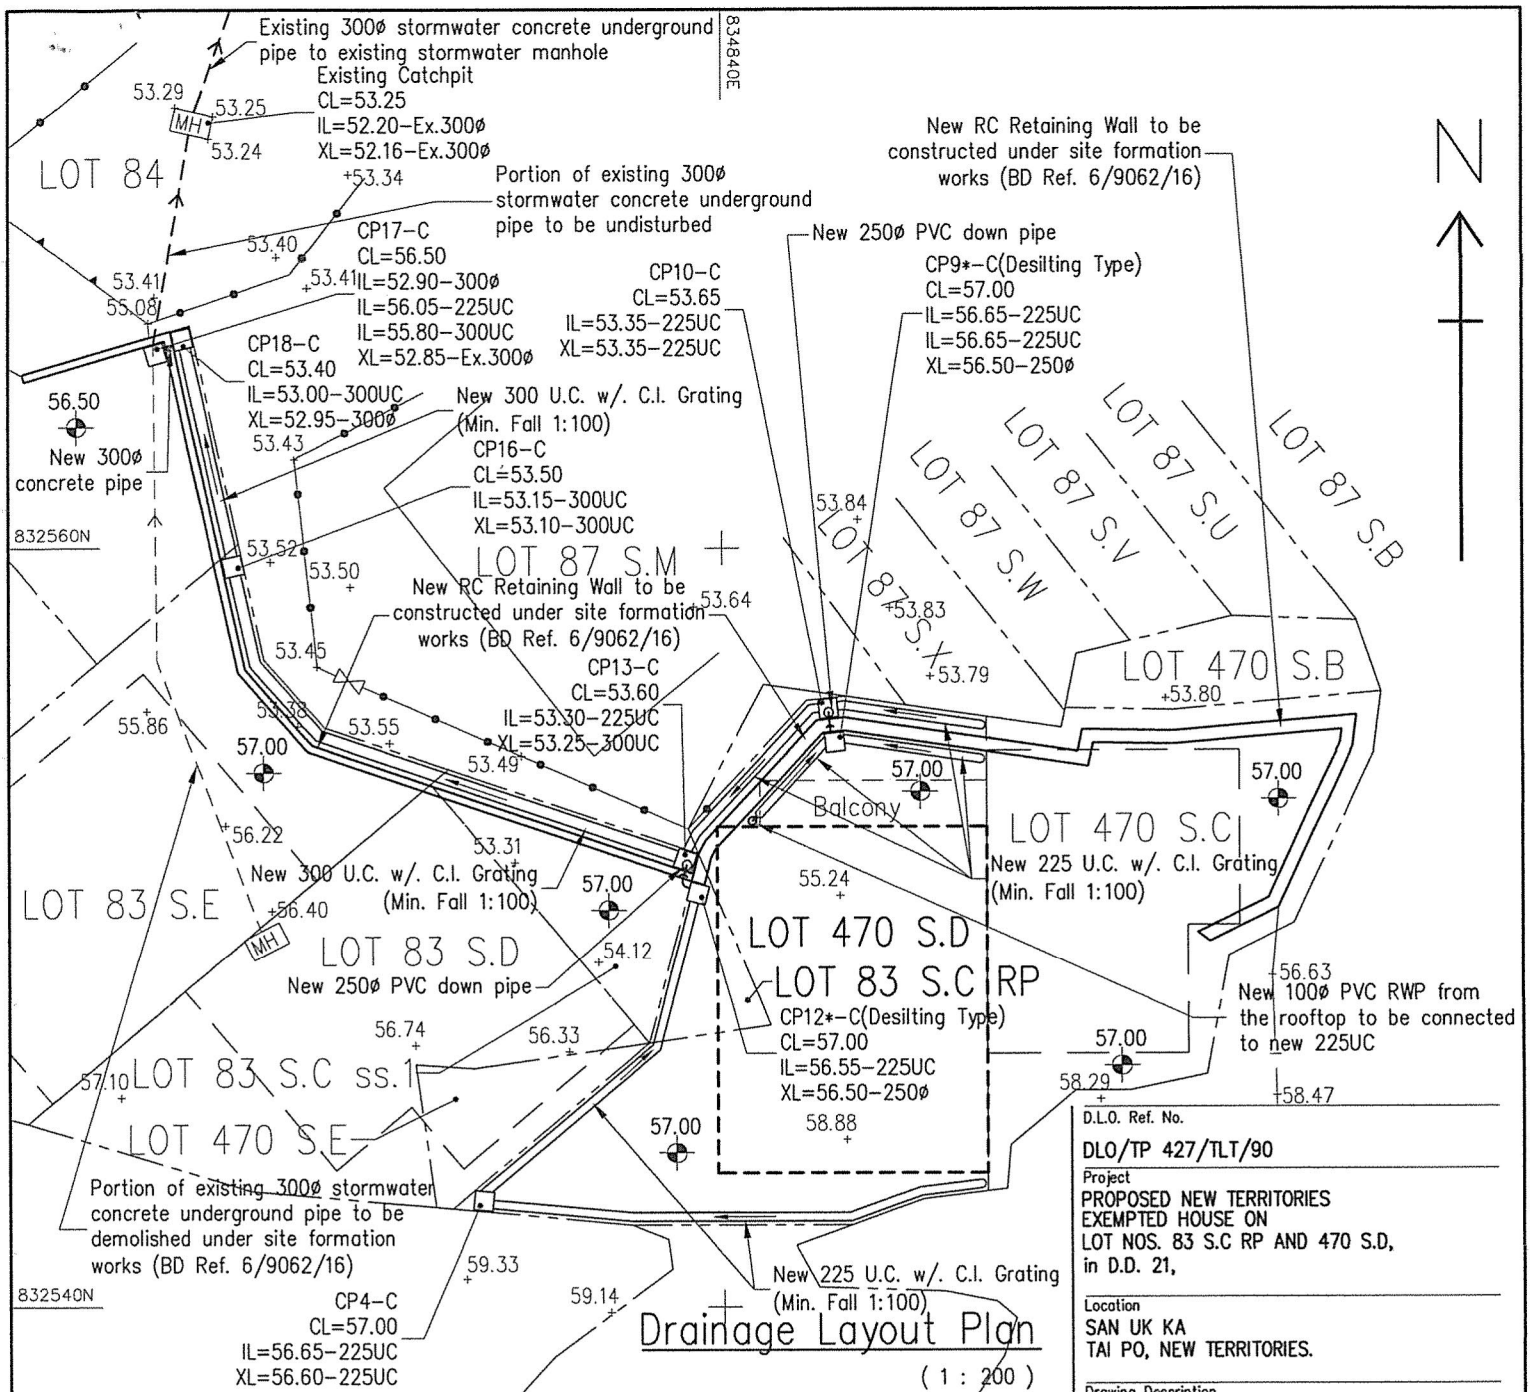 Existing 300ø stormwater concrete underground
pipe to existing stormwater manhole
834840E
Existing Catchpit
CL=53.25
IL=52.20-Ex.300ø
XL=52.16-Ex.300ø
53.29
53.25
MH
53.24
LOT 84
+53.34
Portion of existing 300ø
stormwater concrete underground
pipe to be undisturbed
New RC Retaining Wall to be
constructed under site formation
works (BD Ref. 6/9062/16)
N
New 250ø PVC down pipe
53.40
53.41
53.41
55.08
CP17-C
CL=56.50
IL=52.90-300ø
IL=56.05-225UC
IL=55.80-300UC
XL=52.85-Ex.300ø
CP10-C
CL=53.65
IL=53.35-225UC
XL=53.35-225UC
CP9*-C(Desilting Type)
CL=57.00
IL=56.65-225UC
IL=56.65-225UC
XL=56.50-250ø
CP18-C
CL=53.40
IL=53.00-300UC
XL=52.95-300ø
56.50
New 300ø
concrete pipe
New 300 U.C. w/. C.I. Grating
(Min. Fall 1:100)
53.43
CP16-C
CL=53.50
IL=53.15-300UC
XL=53.10-300UC
LOT 87 S.B
LOT 87 S.U
LOT 87 S.V
LOT 87 S.W
LOT 87 S.X
53.84
832560N
53.52
53.50
LOT 87 S.M
New RC Retaining Wall to be
constructed under site formation
works (BD Ref. 6/9062/16)
+53.64
+53.83
+53.79
53.45
CP13-C
CL=53.60
IL=53.30-225UC
XL=53.25-300UC
LOT 470 S.B
+53.80
55.86
53.38
53.55
53.49
57.00
57.00
57.00
Balcony
LOT 470 S.C
New 225 U.C. w/. C.I. Grating
(Min. Fall 1:100)
56.22
53.31
New 300 U.C. w/. C.I. Grating
(Min. Fall 1:100)
57.00
55.24
LOT 83 S.E
+56.40
MH
LOT 83 S.D
54.12
New 250ø PVC down pipe
LOT 470 S.D
LOT 83 S.C RP
CP12*-C(Desilting Type)
CL=57.00
IL=56.55-225UC
XL=56.50-250ø
56.63
New 100ø PVC RWP from
the rooftop to be connected
to new 225UC
56.74
56.33
57.00
57.10
LOT 83 S.C ss.1
58.29
58.47
LOT 470 S.E
57.00
58.88
Portion of existing 300ø stormwater
concrete underground pipe to be
demolished under site formation
works (BD Ref. 6/9062/16)
832540N
59.33
59.14
CP4-C
CL=57.00
IL=56.65-225UC
XL=56.60-225UC
New 225 U.C. w/. C.I. Grating
(Min. Fall 1:100)
Drainage Layout Plan
( 1 : 200 )
D.L.O. Ref. No.
DLO/TP 427/TLT/90
Project
PROPOSED NEW TERRITORIES
EXEMPTED HOUSE ON
LOT NOS. 83 S.C RP AND 470 S.D,
in D.D. 21,
Location
SAN UK KA
TAI PO, NEW TERRITORIES.
Drawing Description